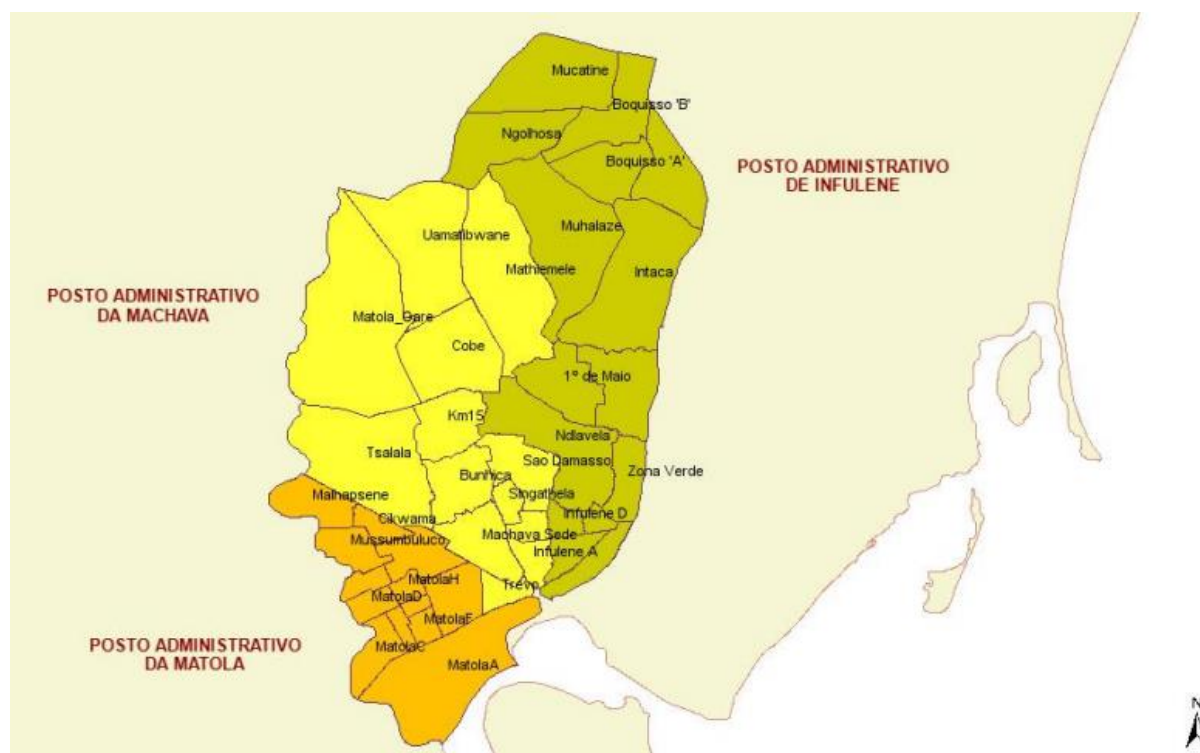 Mucatine
Boquisso 'B'
Ngolhosa
Boquisso 'A'
POSTO ADMINISTRATIVO
DE INFULENE
Muhalaze
Uamatibwane
Mathlemele
Intaca
POSTO ADMINISTRATIVO
DA MACHAVA
Matola_Gare
Cobe
1º de Maio
Km15
Ndlavela
Tsalala
Sao Damasso
Zona Verde
Bunhica
Singathela
Malhapsene
Infulene D
Cikwama
Mussumbuluco
Machava Sede
Infulene A
MatolaH
Trevo
MatolaD
MatolaF
POSTO ADMINISTRATIVO
DA MATOLA
MatolaC
MatolaA
N